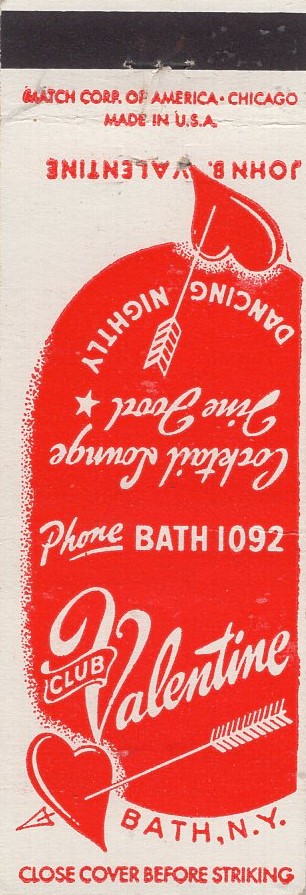 MATCH CORP. OF AMERICA • CHICAGO
MADE IN U.S.A.
JOHN B. VALENTINE
DANCING NIGHTLY
Cocktail Lounge
Fine Food ★
Phone BATH 1092
CLUB
Valentine
BATH, N.Y.
CLOSE COVER BEFORE STRIKING